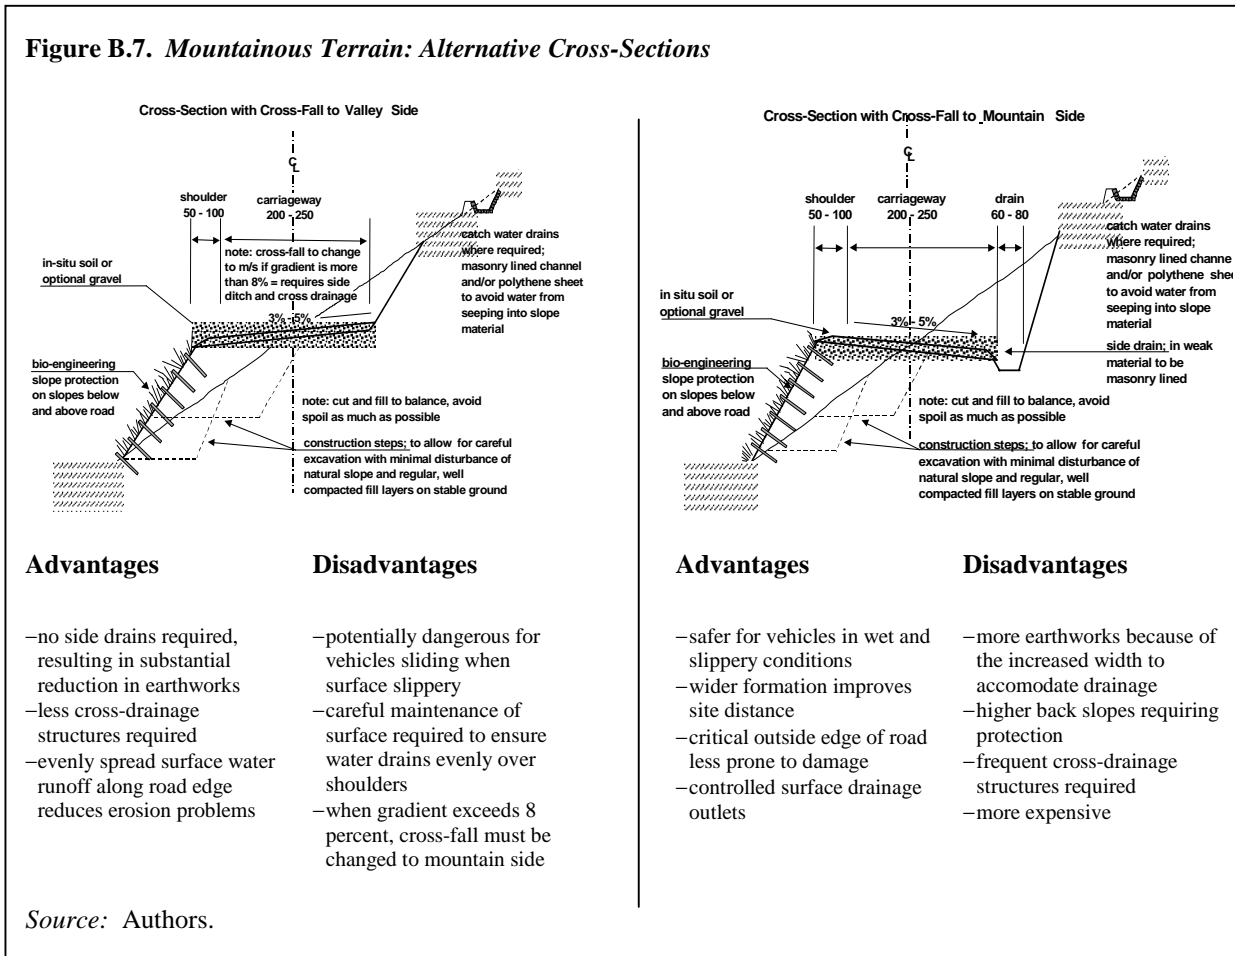 Figure B.7. Mountainous Terrain: Alternative Cross-Sections
Cross-Section with Cross-Fall to Valley Side
C L
shoulder
50 - 100
carriageway
200 - 250
note: cross-fall to change
to m/s if gradient is more
than 8% = requires side
ditch and cross drainage
in-situ soil or
optional gravel
catch water drains
where required;
masonry lined channel
and/or polythene sheet
to avoid water from
seeping into slope
material
3% - 5%
bio-engineering
slope protection
on slopes below
and above road
note: cut and fill to balance, avoid
spoil as much as possible
construction steps; to allow for careful
excavation with minimal disturbance of
natural slope and regular, well
compacted fill layers on stable ground
Advantages
–no side drains required,
resulting in substantial
reduction in earthworks
–less cross-drainage
structures required
–evenly spread surface water
runoff along road edge
reduces erosion problems
Disadvantages
–potentially dangerous for
vehicles sliding when
surface slippery
–careful maintenance of
surface required to ensure
water drains evenly over
shoulders
–when gradient exceeds 8
percent, cross-fall must be
changed to mountain side
Cross-Section with Cross-Fall to Mountain Side
C L
shoulder
50 - 100
carriageway
200 - 250
drain
60 - 80
catch water drains
where required;
masonry lined channe
and/or polythene sheet
to avoid water from
seeping into slope
material
in situ soil or
optional gravel
3% - 5%
side drain; in weak
material to be
masonry lined
bio-engineering
slope protection
on slopes below
and above road
note: cut and fill to balance, avoid
spoil as much as possible
construction steps; to allow for careful
excavation with minimal disturbance of
natural slope and regular, well
compacted fill layers on stable ground
Advantages
–safer for vehicles in wet and
slippery conditions
–wider formation improves
site distance
–critical outside edge of road
less prone to damage
–controlled surface drainage
outlets
Disadvantages
–more earthworks because of
the increased width to
accomodate drainage
–higher back slopes requiring
protection
–frequent cross-drainage
structures required
–more expensive
Source: Authors.